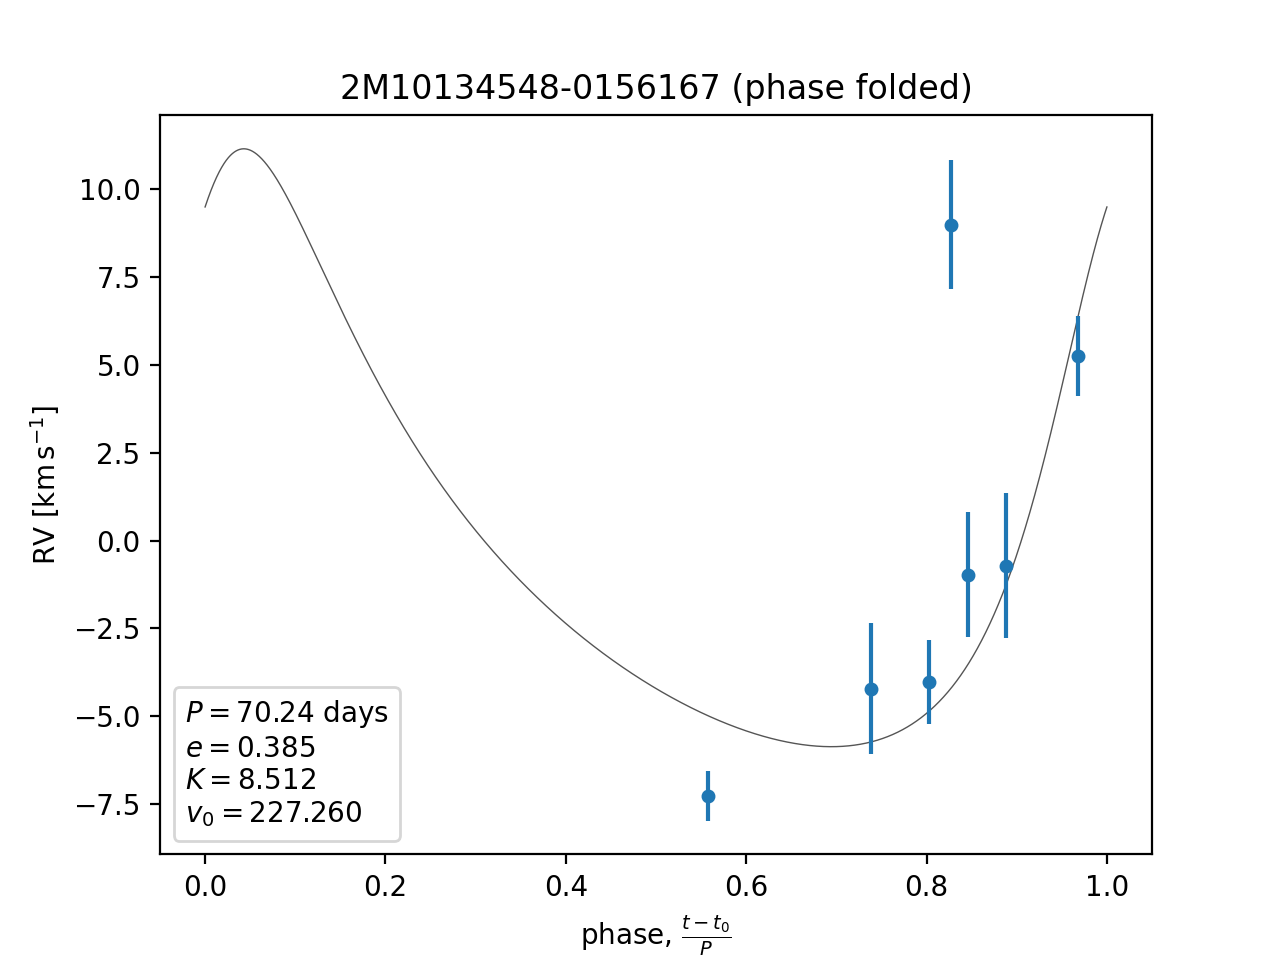 2M10134548-0156167 (phase folded)
RV [km s⁻¹]
10.0
7.5
5.0
2.5
0.0
−2.5
−5.0
−7.5
P = 70.24 days
e = 0.385
K = 8.512
v₀ = 227.260
0.0 0.2 0.4 0.6 0.8 1.0
phase, (t − t₀)/P